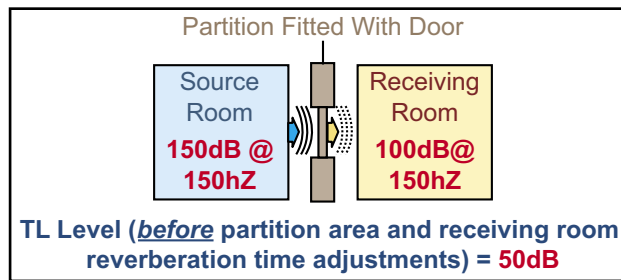 Partition Fitted With Door
Source
Room
150dB @
150hZ
Receiving
Room
100dB@
150hZ
TL Level (before partition area and receiving room
reverberation time adjustments) = 50dB